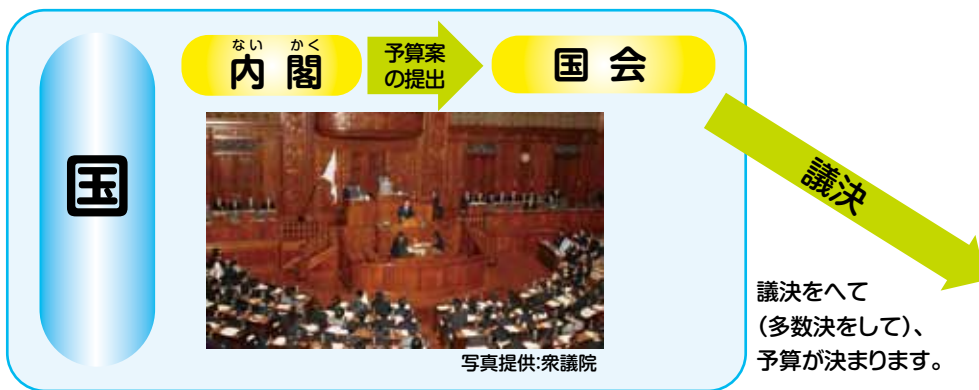 国
ない かく
内 閣
予算案
の提出
国 会
写真提供:衆議院
議決
議決をへて
（多数決をして）、
予算が決まります。